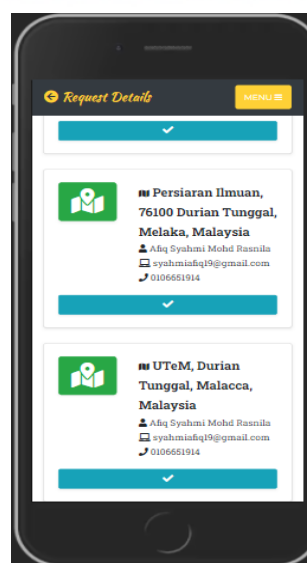 Request Details
MENU
Persiaran Ilmuan,
76100 Durian Tunggal,
Melaka, Malaysia
Afiq Syahmi Mohd Rasnila
syahmiafiq19@gmail.com
0106651914
UTeM, Durian
Tunggal, Malacca,
Malaysia
Afiq Syahmi Mohd Rasnila
syahmiafiq19@gmail.com
0106651914